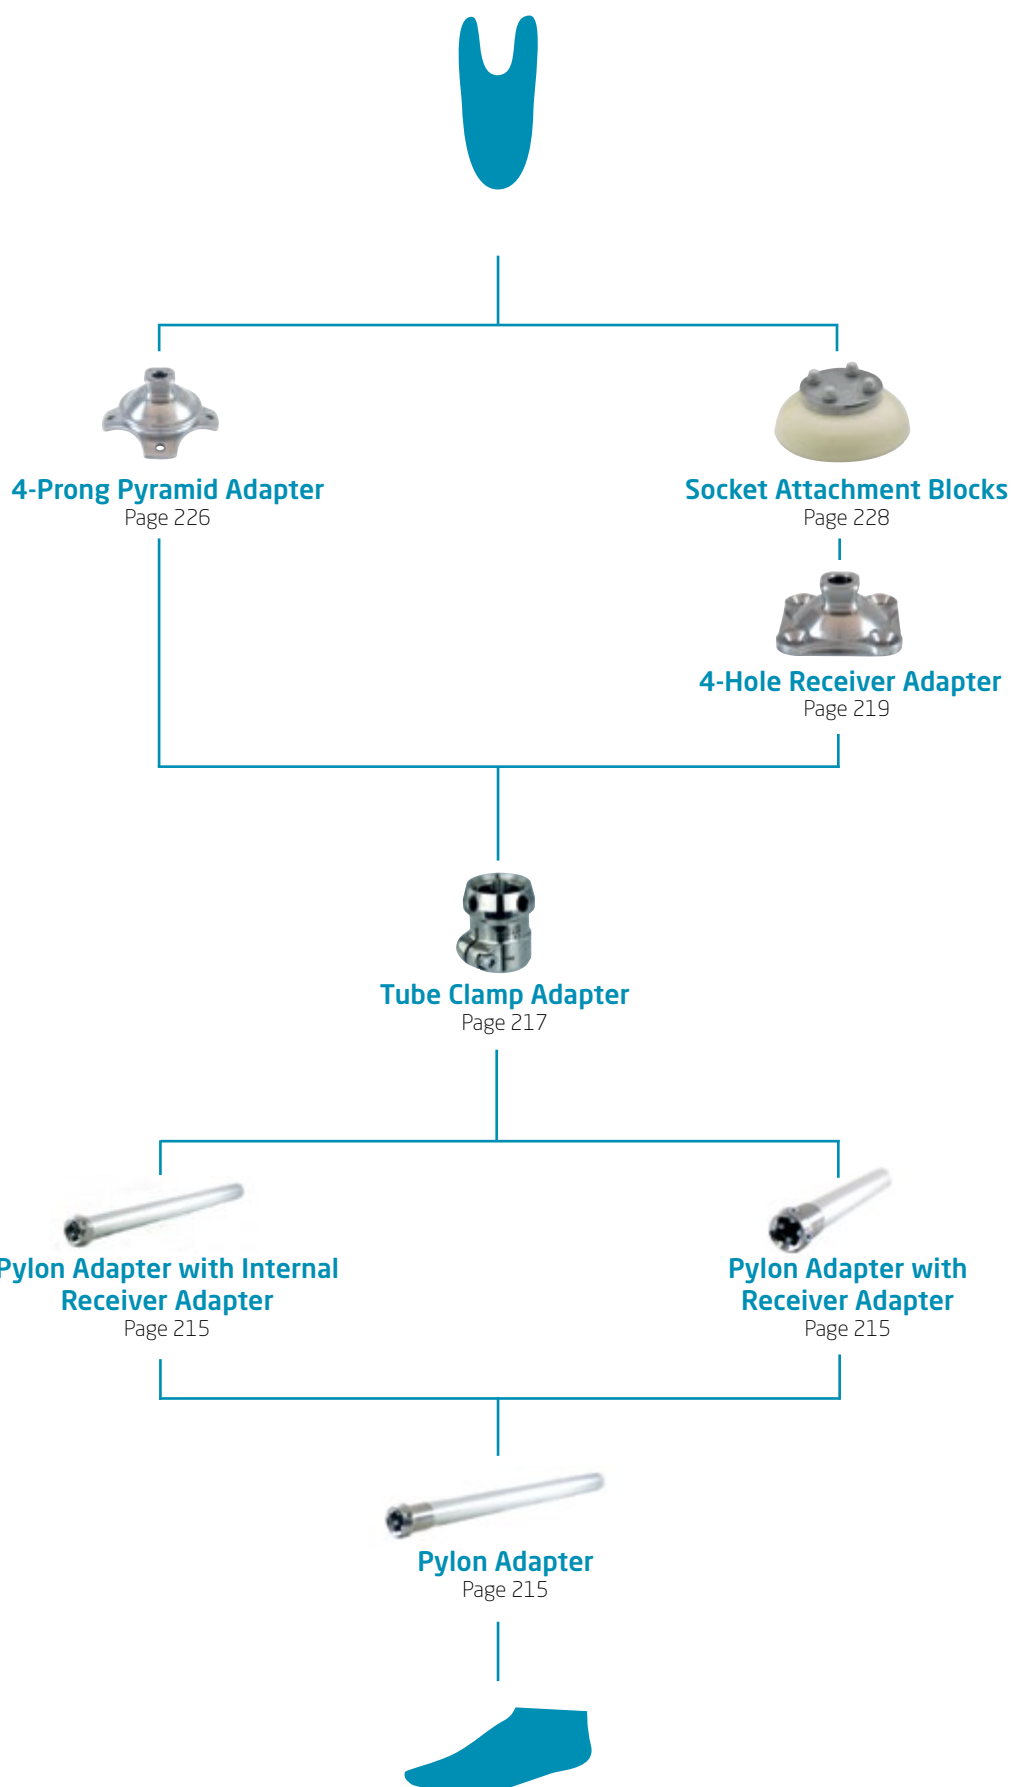 4-Prong Pyramid Adapter
Page 226
Socket Attachment Blocks
Page 228
4-Hole Receiver Adapter
Page 219
Tube Clamp Adapter
Page 217
Pylon Adapter with Internal
Receiver Adapter
Page 215
Pylon Adapter with
Receiver Adapter
Page 215
Pylon Adapter
Page 215